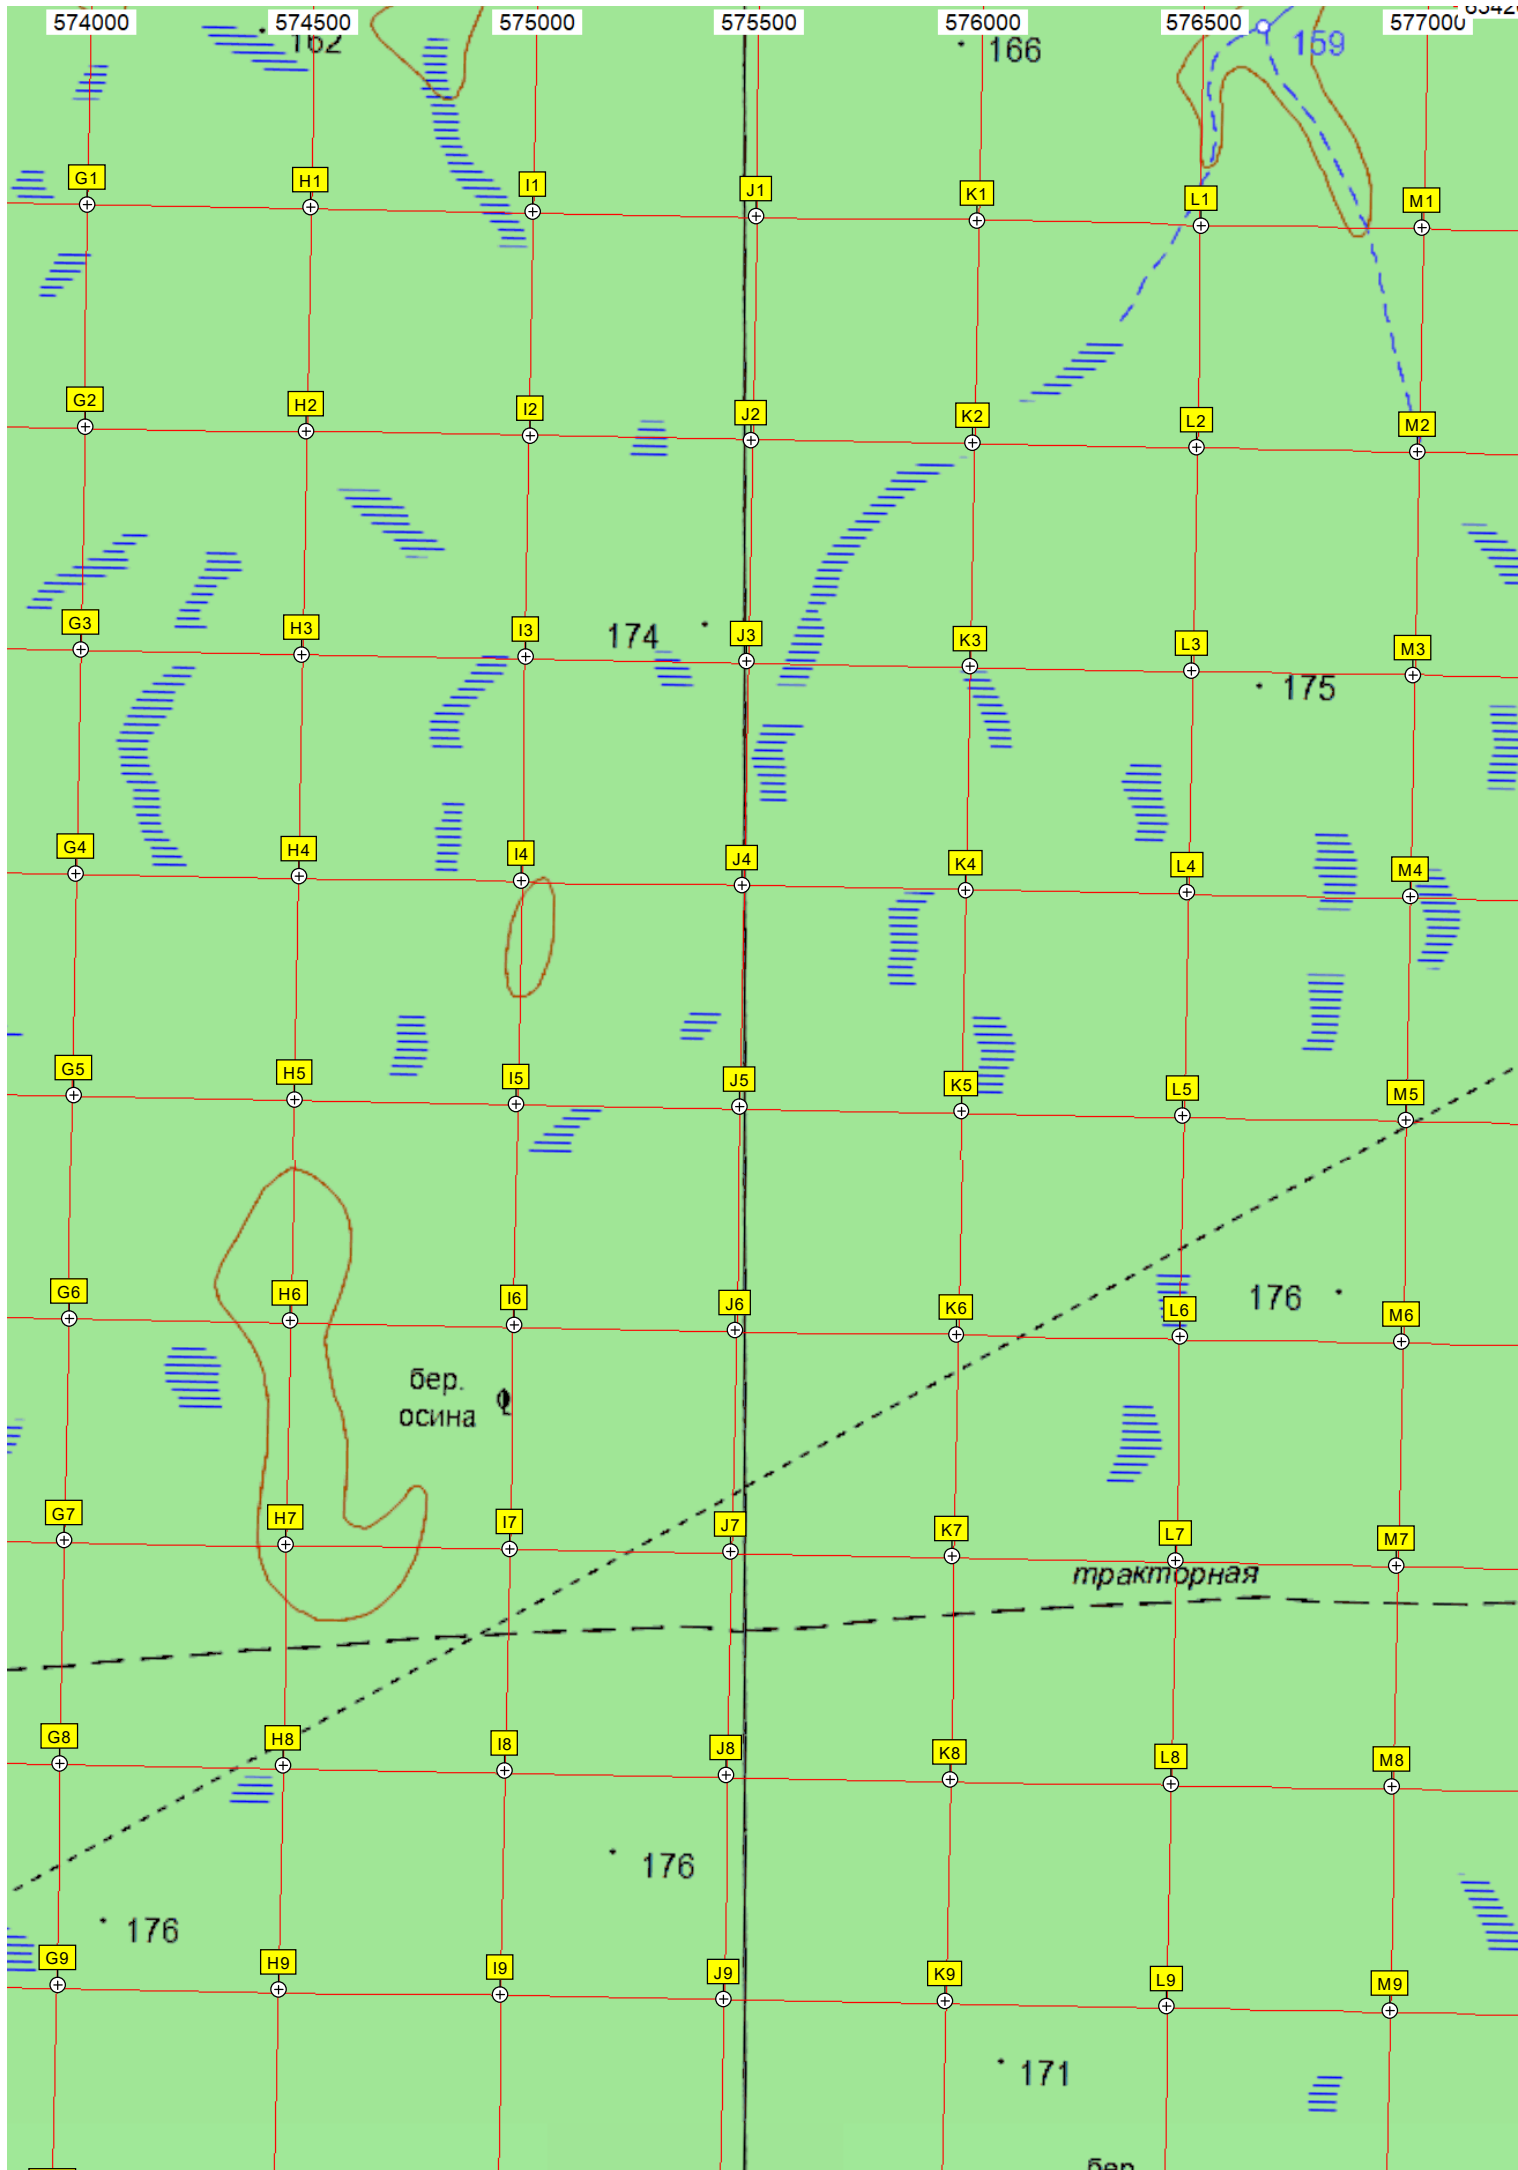 574000 574500 575000 575500 576000 576500 577000
162 166 159
G1 H1 I1 J1 K1 L1 M1
G2 H2 I2 J2 K2 L2 M2
G3 H3 I3 174 J3 K3 L3 M3
175
G4 H4 I4 J4 K4 L4 M4
G5 H5 I5 J5 K5 L5 M5
G6 H6 I6 J6 K6 L6 176 M6
бер.
осина
G7 H7 I7 J7 K7 L7 M7
тракторная
G8 H8 I8 J8 K8 L8 M8
176
176
G9 H9 I9 J9 K9 L9 M9
171
бер